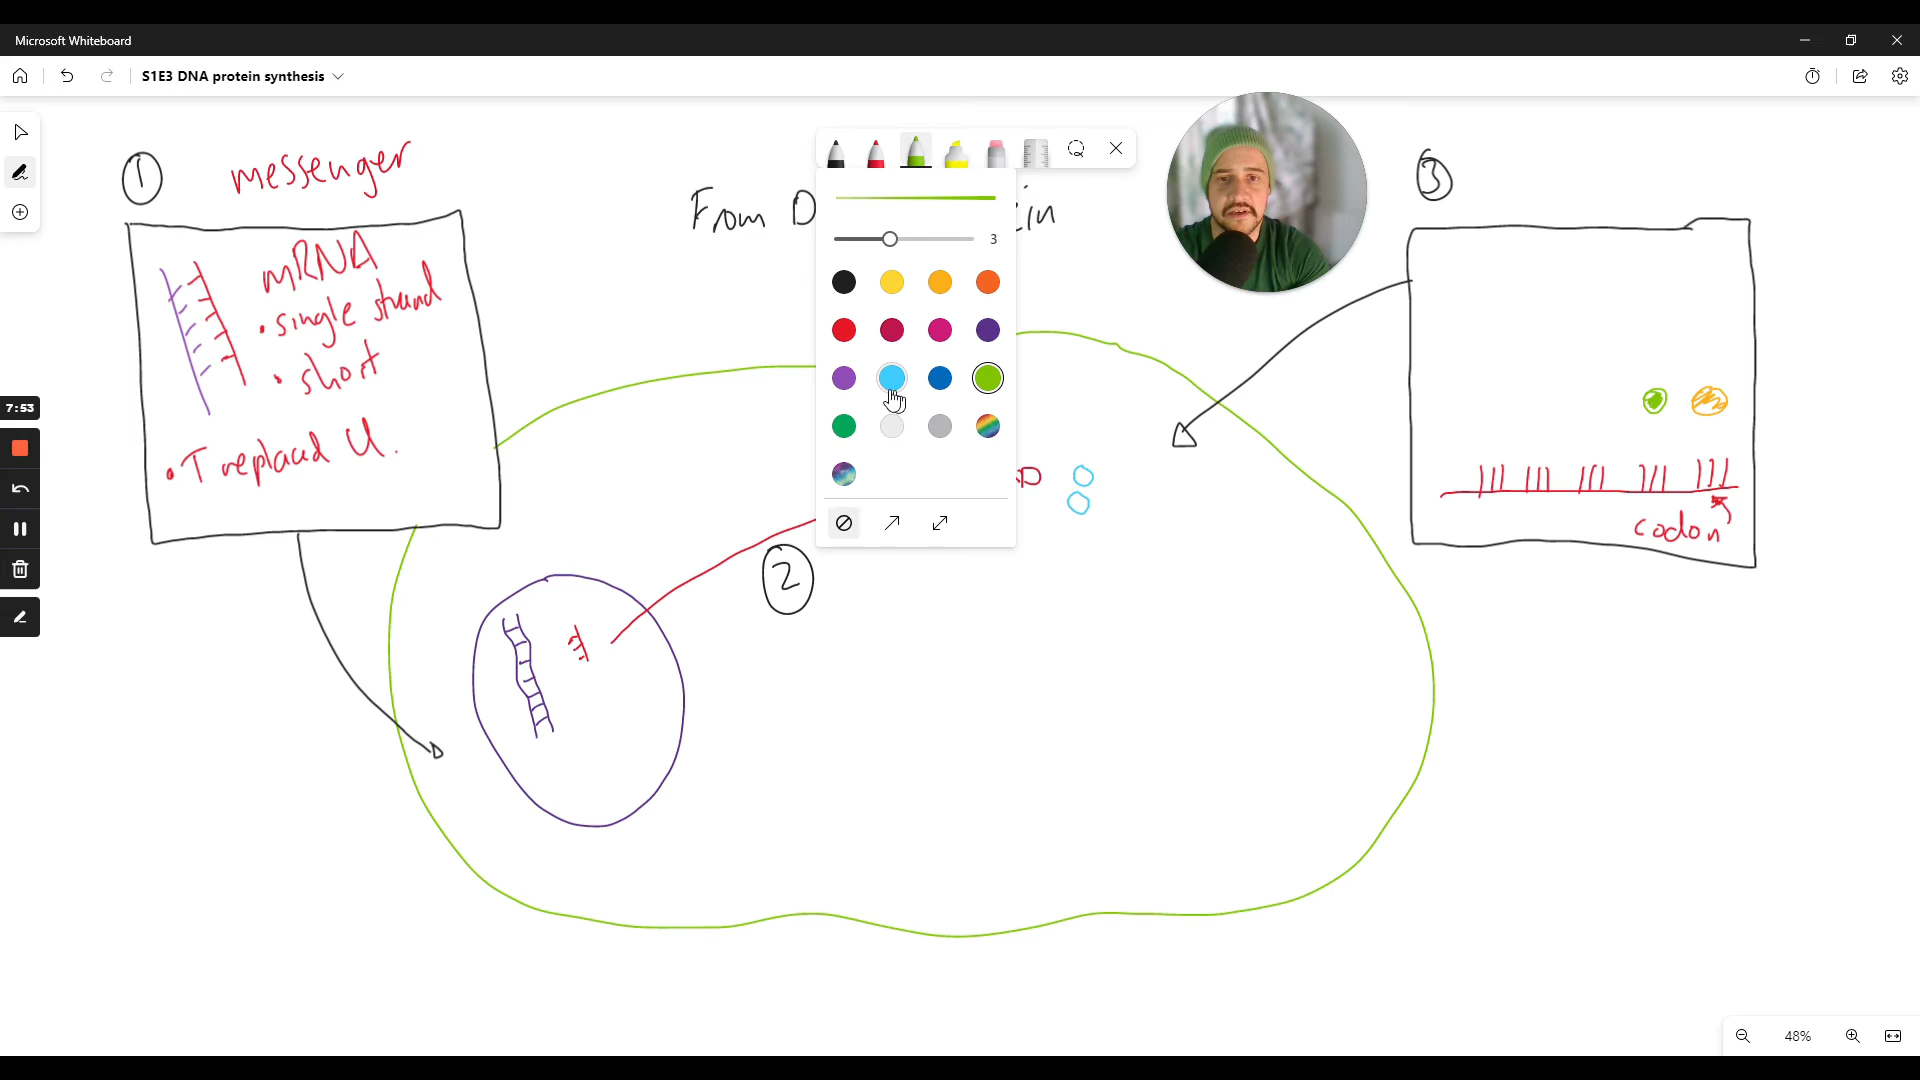 Microsoft Whiteboard
S1E3 DNA protein synthesis
1
messenger
mRNA
• single strand
• short
• T replaced U.
From D
in
3
3
7:53
2
codon
48%